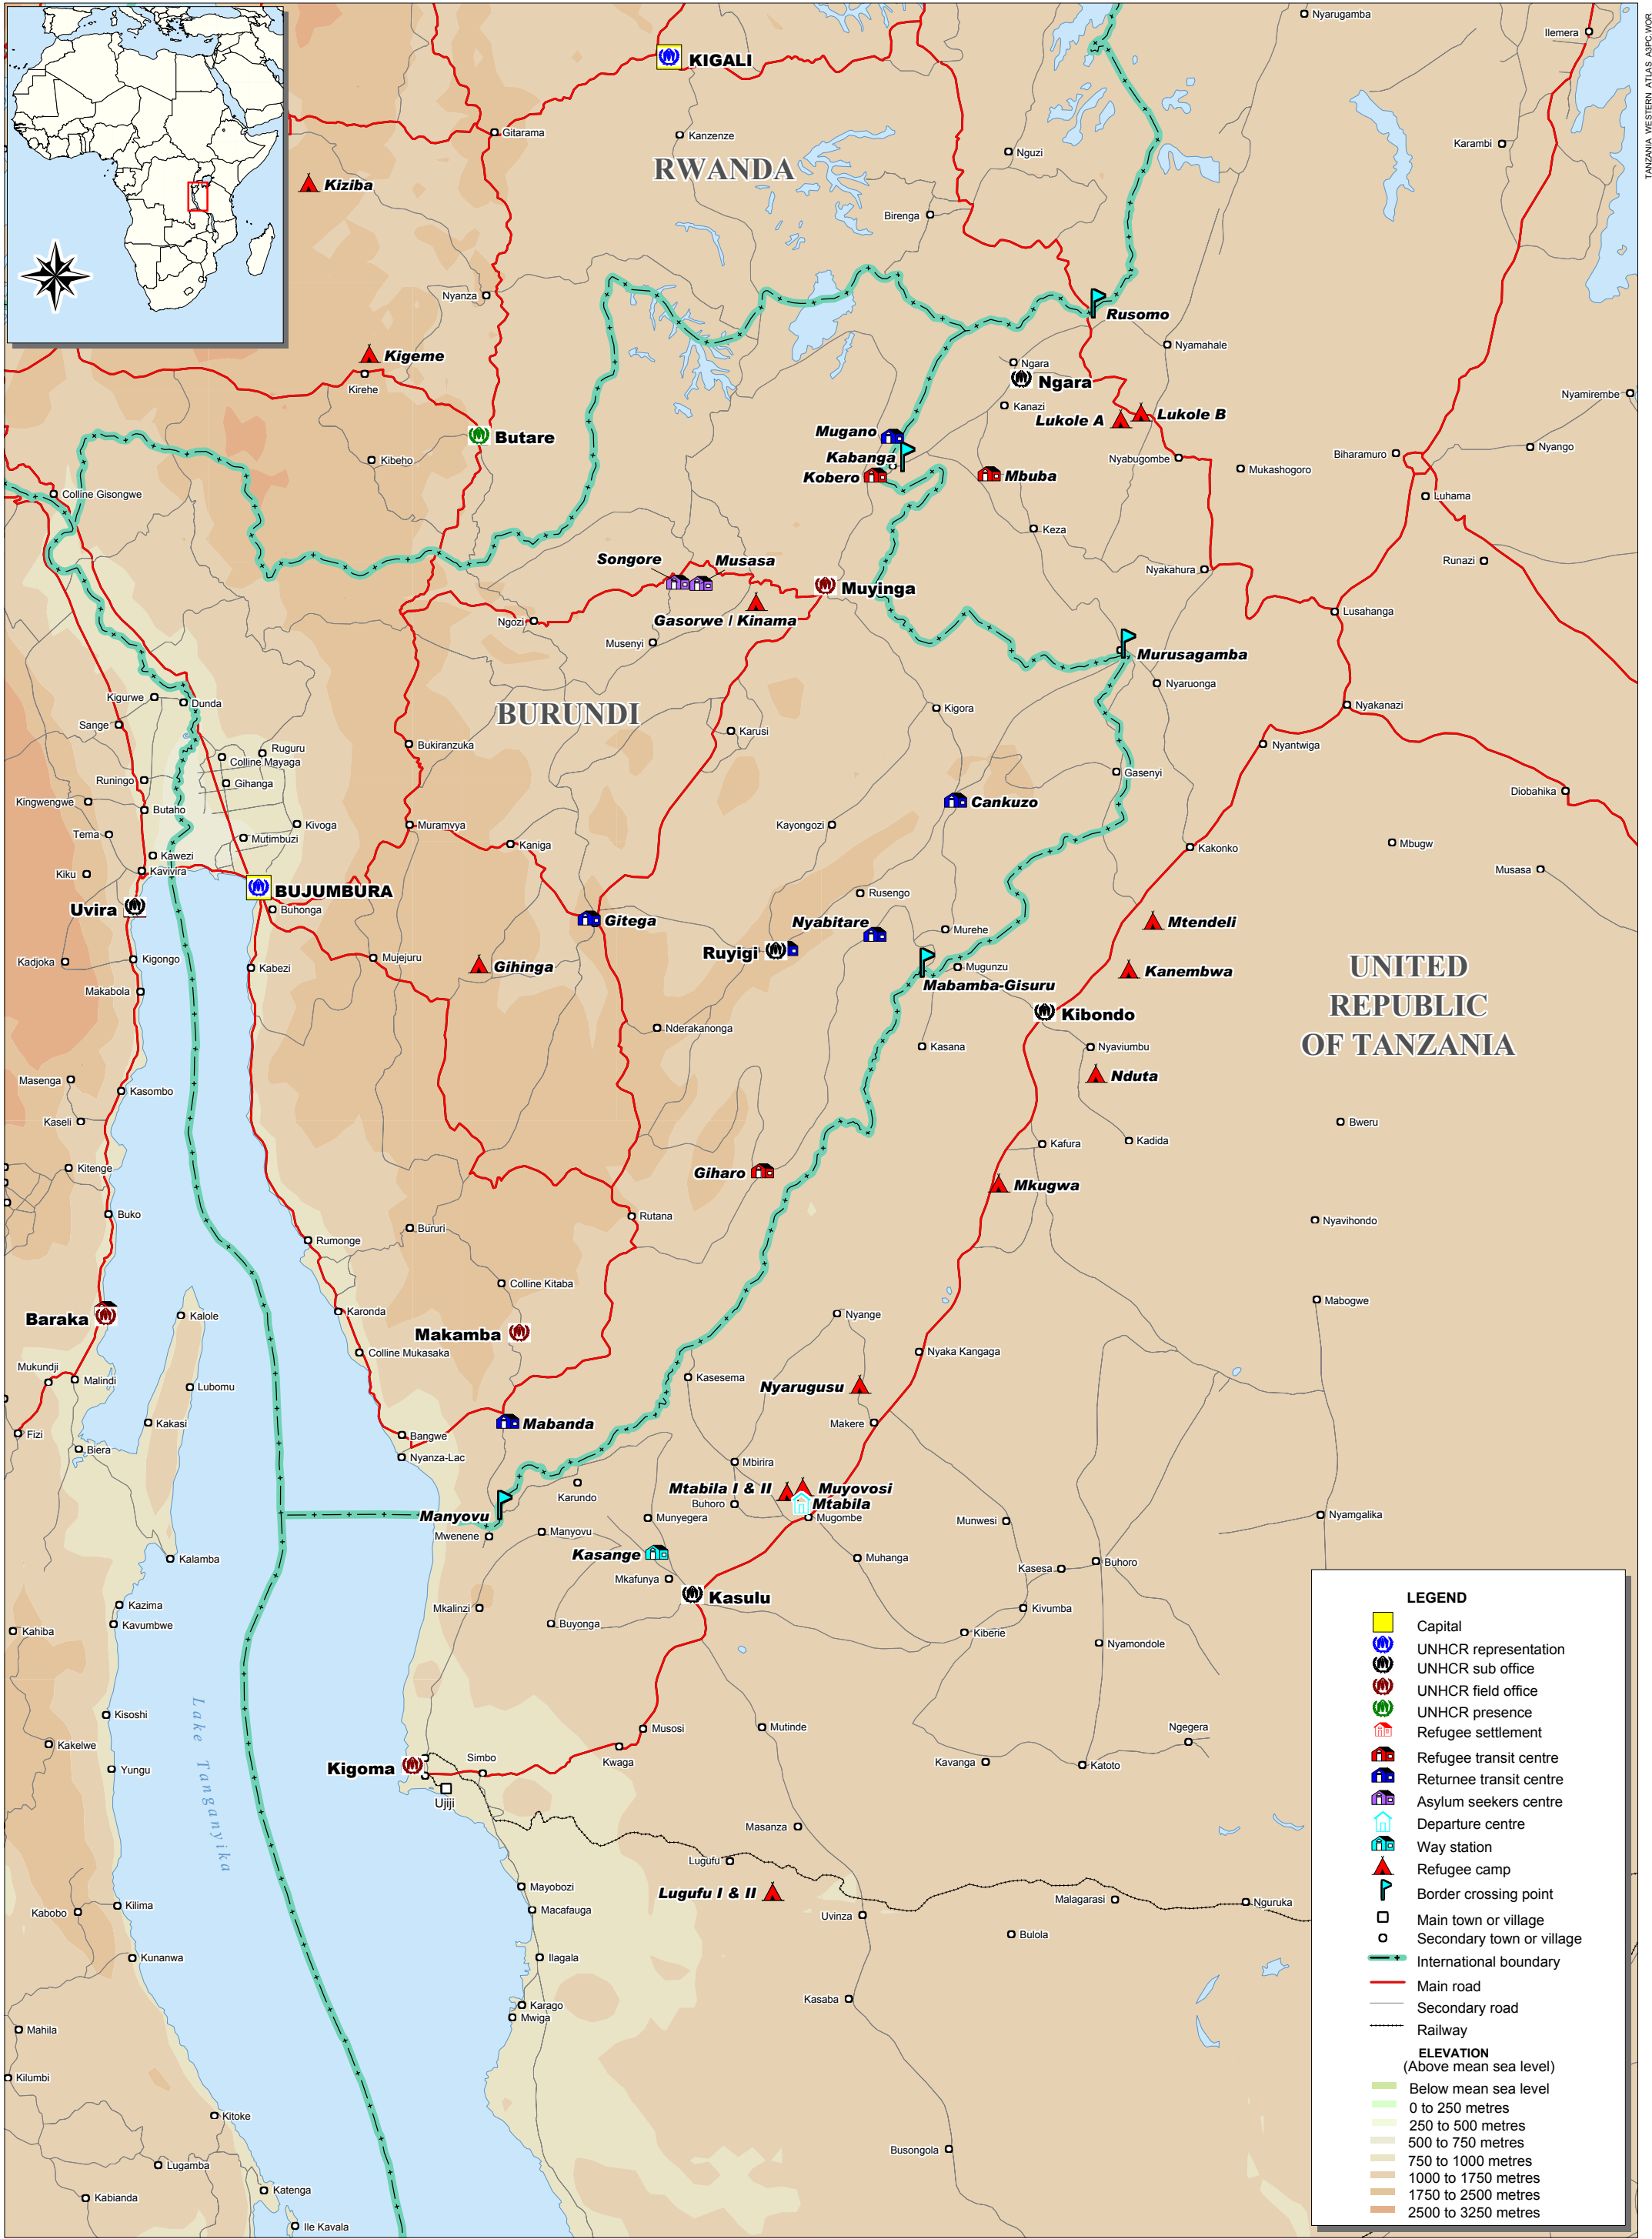 TANZANIA_WESTERN_ATLAS_A3PC.WOR
Nyarugamba
Ilemera
KIGALI
Gitarama
Kanzenze
Karambi
Nguzi
RWANDA
Kiziba
Birenga
Nyanza
Rusomo
Nyamahale
Kigeme
Ngara
Ngara
Kirehe
Nyamirembe
Kanazi
Lukole B
Lukole A
Butare
Mugano
Kabanga
Kobero
Mbuba
Kibeho
Nyabugombe
Mukashogoro
Biharamuro
Nyango
Colline Gisongwe
Luhama
Keza
Songore
Musasa
Runazi
Nyakahura
Muyinga
Gasorwe / Kinama
Ngozi
Lusahanga
Musenyi
Murusagamba
Nyaruonga
Kigurwe
Dunda
Sange
BURUNDI
Kigora
Nyakanazi
Karusi
Bukiranzuka
Nyantwiga
Ruguru
Colline Mayaga
Gasenyi
Runingo
Gihanga
Diobahika
Kingwengwe
Butaho
Cankuzo
Kivoga
Muramvya
Kayongozi
Tema
Mutimbuzi
Kaniga
Kakonko
Mbugw
Kawezi
Kiku
Kavivira
Musasa
BUJUMBURA
Rusengo
Uvira
Buhonga
Gitega
Nyabitare
Mtendeli
Murehe
Ruyigi
Kadjoka
Kigongo
Kabezi
Mujejuru
Gihinga
Mugunzu
Kanembwa
UNITED
REPUBLIC
OF TANZANIA
Mabamba-Gisuru
Makabola
Kibondo
Nderakanonga
Kasana
Nyaviumbu
Nduta
Masenga
Kasombo
Kaseli
Bweru
Kafura
Kadida
Kitenge
Giharo
Mkugwa
Buko
Rutana
Bururi
Nyavihondo
Rumonge
Colline Kitaba
Mabogwe
Baraka
Kalole
Karonda
Makamba
Nyange
Colline Mukasaka
Nyaka Kangaga
Mukundji
Malindi
Lubomu
Kasesema
Nyarugusu
Kakasi
Mabanda
Makere
Fizi
Biera
Bangwe
Nyanza-Lac
Mbirira
Karundo
Mtabila I & II
Muyovosi
Buhoro
Mtabila
Manyovu
Munyegera
Mugombe
Munwesi
Nyamgalika
Mwenene
Manyovu
Kasange
Kalamba
Muhanga
Kasesa
Buhoro
Mkafunya
Kasulu
Kazima
Mkalinzi
Kivumba
Kavumbwe
Buyonga
Kahiba
Kiberie
Nyamondole
Kisoshi
Musosi
Mutinde
Ngegera
Kakelwe
Lake Tanganyika
Simbo
Kwaga
Kavanga
Katoto
Yungu
Kigoma
Ujiji
Masanza
Lugufu
Lugufu I & II
Mayobozi
Malagarasi
Nguruka
Kabobo
Kilima
Macafauga
Uvinza
Bulola
Kunanwa
Ilagala
Kasaba
Karago
Mwiga
Mahila
Kilumbi
Kitoke
Busongola
Lugamba
Kabianda
Katenga
Ile Kavala
LEGEND
Capital
UNHCR representation
UNHCR sub office
UNHCR field office
UNHCR presence
Refugee settlement
Refugee transit centre
Returnee transit centre
Asylum seekers centre
Departure centre
Way station
Refugee camp
Border crossing point
Main town or village
Secondary town or village
International boundary
Main road
Secondary road
Railway
ELEVATION
(Above mean sea level)
Below mean sea level
0 to 250 metres
250 to 500 metres
500 to 750 metres
750 to 1000 metres
1000 to 1750 metres
1750 to 2500 metres
2500 to 3250 metres